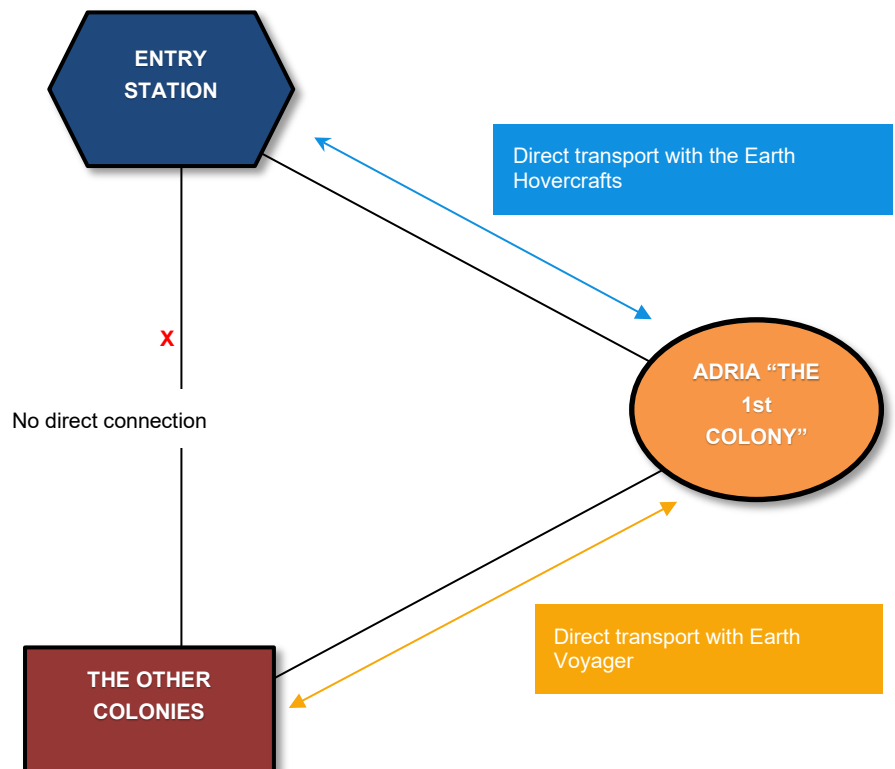 ENTRY
STATION
Direct transport with the Earth
Hovercrafts
X
ADRIA “THE
1st
COLONY”
No direct connection
Direct transport with Earth
Voyager
THE OTHER
COLONIES